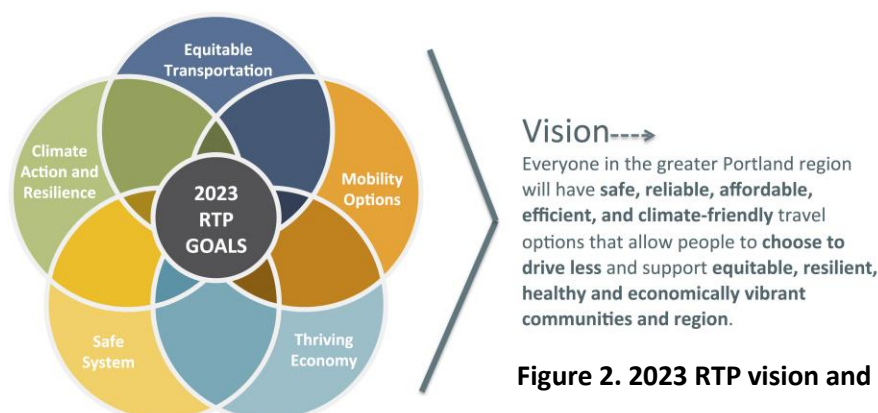 Equitable
Transportation
Climate
Action and
Resilience
2023
RTP
GOALS
Mobility
Options
Safe
System
Thriving
Economy
Vision---→
Everyone in the greater Portland region
will have safe, reliable, affordable,
efficient, and climate-friendly travel
options that allow people to choose to
drive less and support equitable, resilient,
healthy and economically vibrant
communities and region.
Figure 2. 2023 RTP vision and